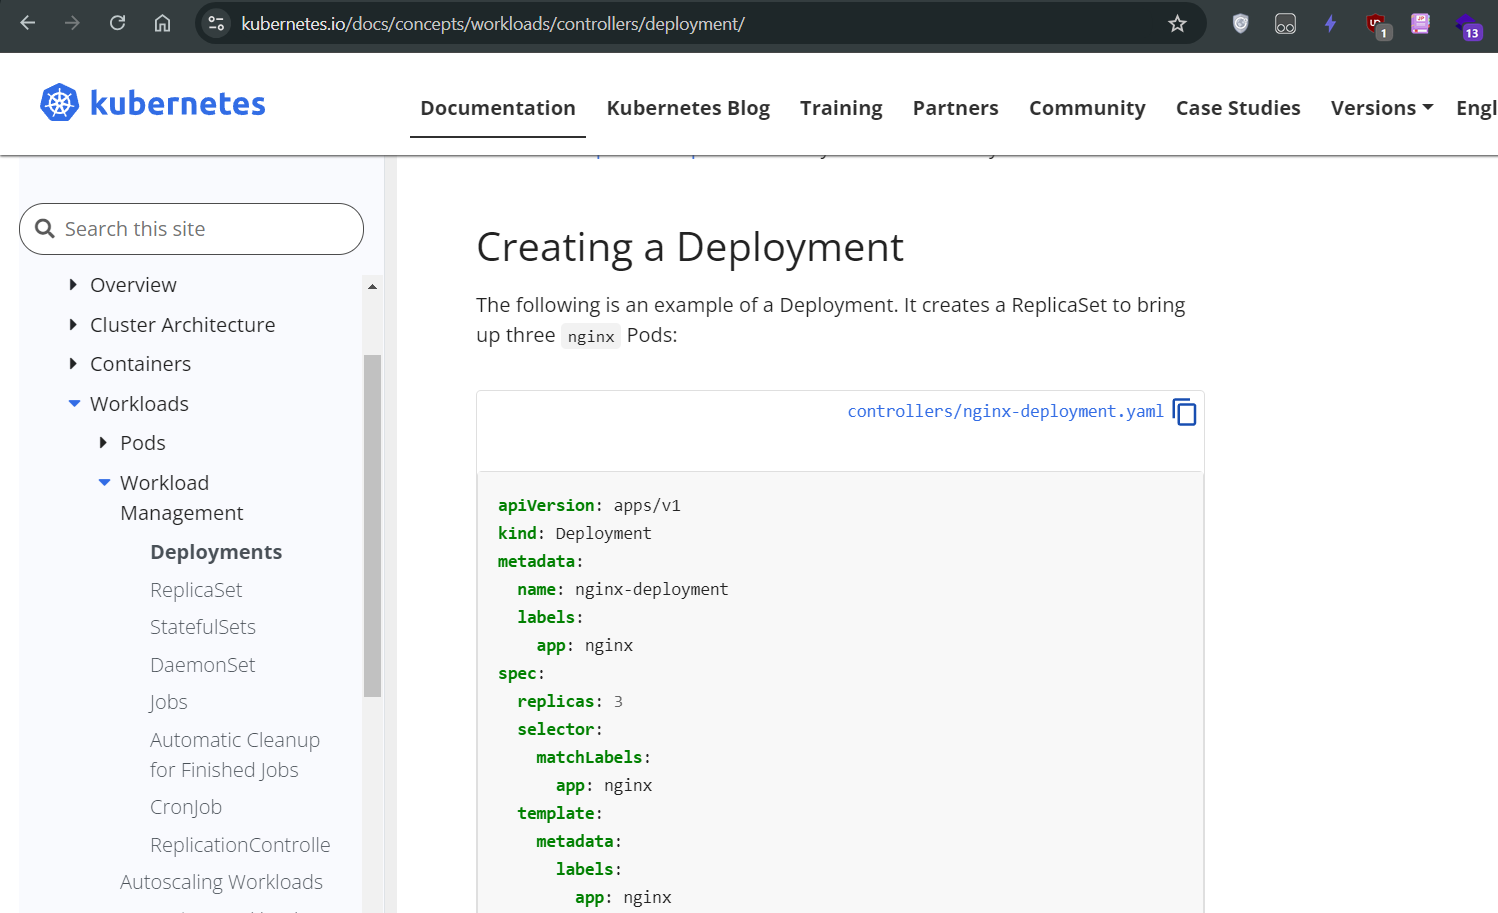 kubernetes.io/docs/concepts/workloads/controllers/deployment/
1
13
kubernetes
Documentation
Kubernetes Blog
Training
Partners
Community
Case Studies
Versions
Engl
Search this site
Overview
Cluster Architecture
Containers
Workloads
Pods
Workload
Management
Deployments
ReplicaSet
StatefulSets
DaemonSet
Jobs
Automatic Cleanup
for Finished Jobs
CronJob
ReplicationControlle
Autoscaling Workloads
Creating a Deployment
The following is an example of a Deployment. It creates a ReplicaSet to bring
up three nginx Pods:
controllers/nginx-deployment.yaml
apiVersion: apps/v1
kind: Deployment
metadata:
  name: nginx-deployment
  labels:
    app: nginx
spec:
  replicas: 3
  selector:
    matchLabels:
      app: nginx
  template:
    metadata:
      labels:
        app: nginx